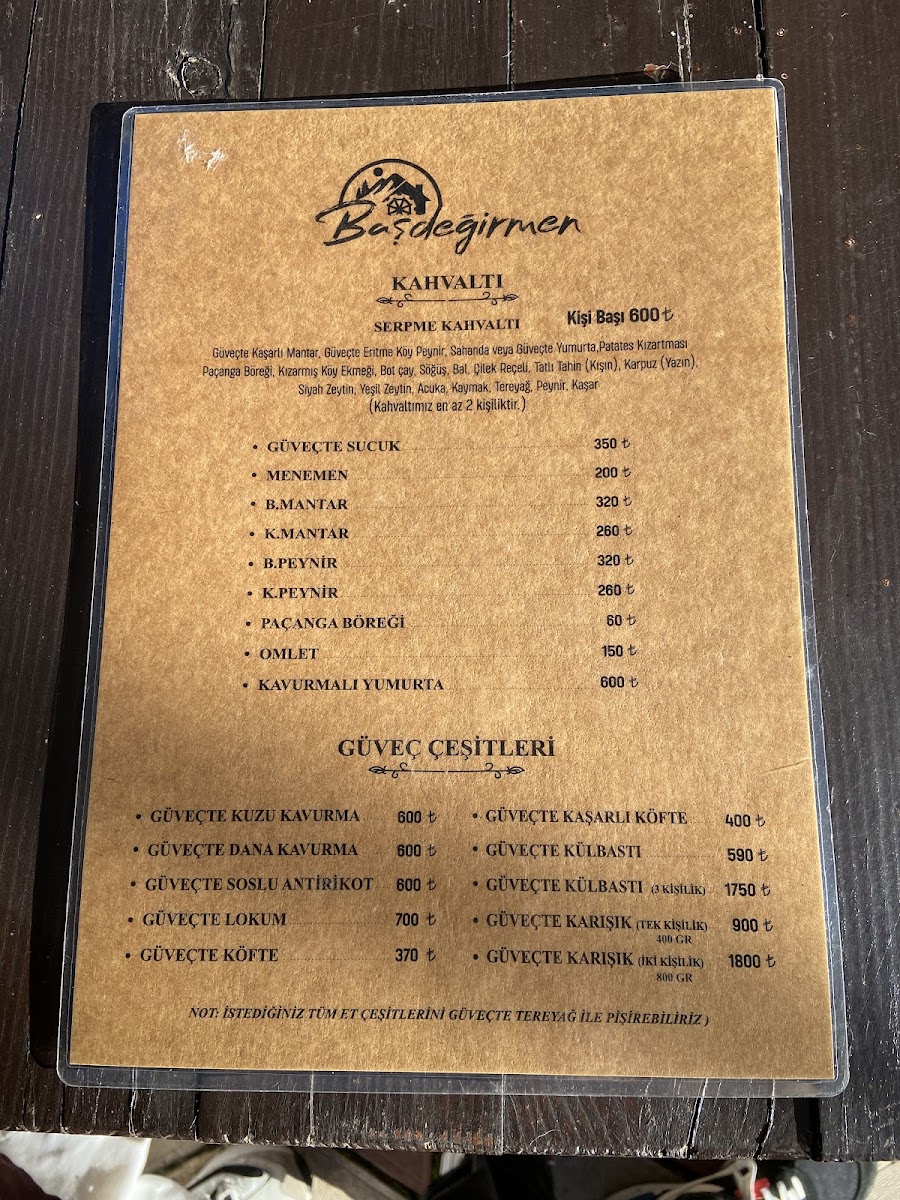 Başdeğirmen
KAHVALTI
SERPME KAHVALTI Kişi Başı 600 ₺
Güveçte Kaşarlı Mantar, Güveçte Eritme Köy Peynir, Sahanda veya Güveçte Yumurta,Patates Kızartması
Paçanga Böreği, Kızarmış Köy Ekmeği, Bot çay, Söğüş, Bal, Çilek Reçeli, Tatlı Tahin (Kışın), Karpuz (Yazın),
Siyah Zeytin, Yeşil Zeytin, Acuka, Kaymak, Tereyağ, Peynir, Kaşar
(Kahvaltımız en az 2 kişiliktir.)
• GÜVEÇTE SUCUK 350 ₺
• MENEMEN 200 ₺
• B.MANTAR 320 ₺
• K.MANTAR 260 ₺
• B.PEYNİR 320 ₺
• K.PEYNİR 260 ₺
• PAÇANGA BÖREĞİ 60 ₺
• OMLET 150 ₺
• KAVURMALI YUMURTA 600 ₺
GÜVEÇ ÇEŞİTLERİ
• GÜVEÇTE KUZU KAVURMA 600 ₺
• GÜVEÇTE DANA KAVURMA 600 ₺
• GÜVEÇTE SOSLU ANTİRİKOT 600 ₺
• GÜVEÇTE LOKUM 700 ₺
• GÜVEÇTE KÖFTE 370 ₺
• GÜVEÇTE KAŞARLI KÖFTE 400 ₺
• GÜVEÇTE KÜLBASTI 590 ₺
• GÜVEÇTE KÜLBASTI (3 KİŞİLİK) 1750 ₺
• GÜVEÇTE KARIŞIK (TEK KİŞİLİK) 900 ₺
400 GR
• GÜVEÇTE KARIŞIK (İKİ KİŞİLİK) 1800 ₺
800 GR
NOT: İSTEDİĞİNİZ TÜM ET ÇEŞİTLERİNİ GÜVEÇTE TEREYAĞ İLE PİŞİREBİLİRİZ )